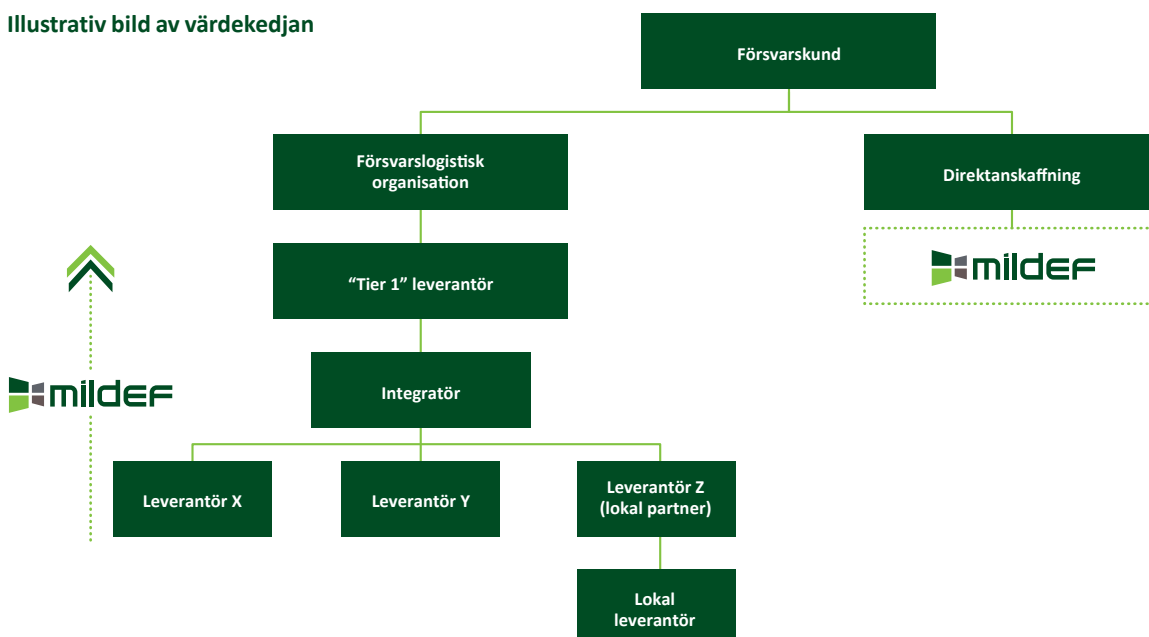 Illustrativ bild av värdekedjan
Försvarskund
Försvarslogistisk
organisation
Direktanskaffning
"Tier 1" leverantör
mildef
Integratör
mildef
Leverantör X
Leverantör Y
Leverantör Z
(lokal partner)
Lokal
leverantör